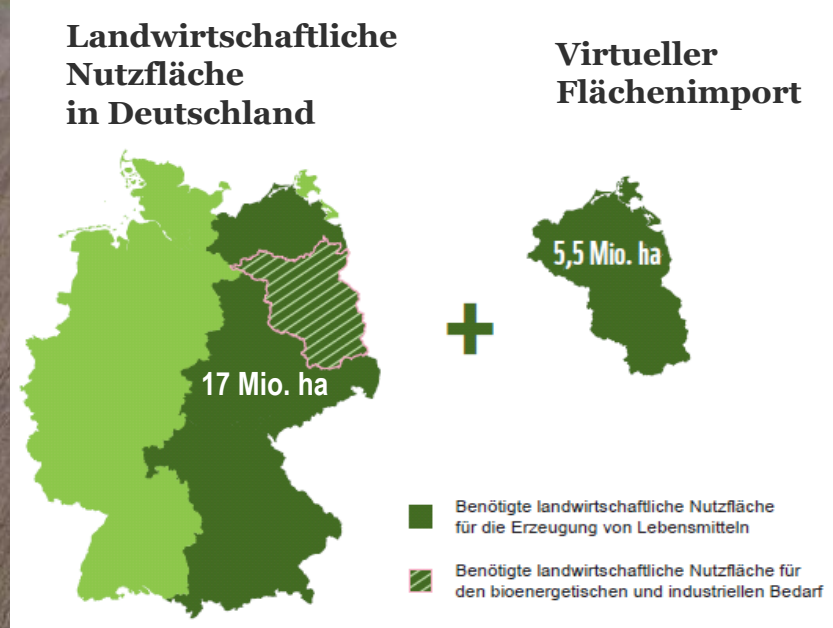 Landwirtschaftliche
Nutzfläche
in Deutschland
Virtueller
Flächenimport
17 Mio. ha
+
5,5 Mio. ha
Benötigte landwirtschaftliche Nutzfläche
für die Erzeugung von Lebensmitteln
Benötigte landwirtschaftliche Nutzfläche für
den bioenergetischen und industriellen Bedarf